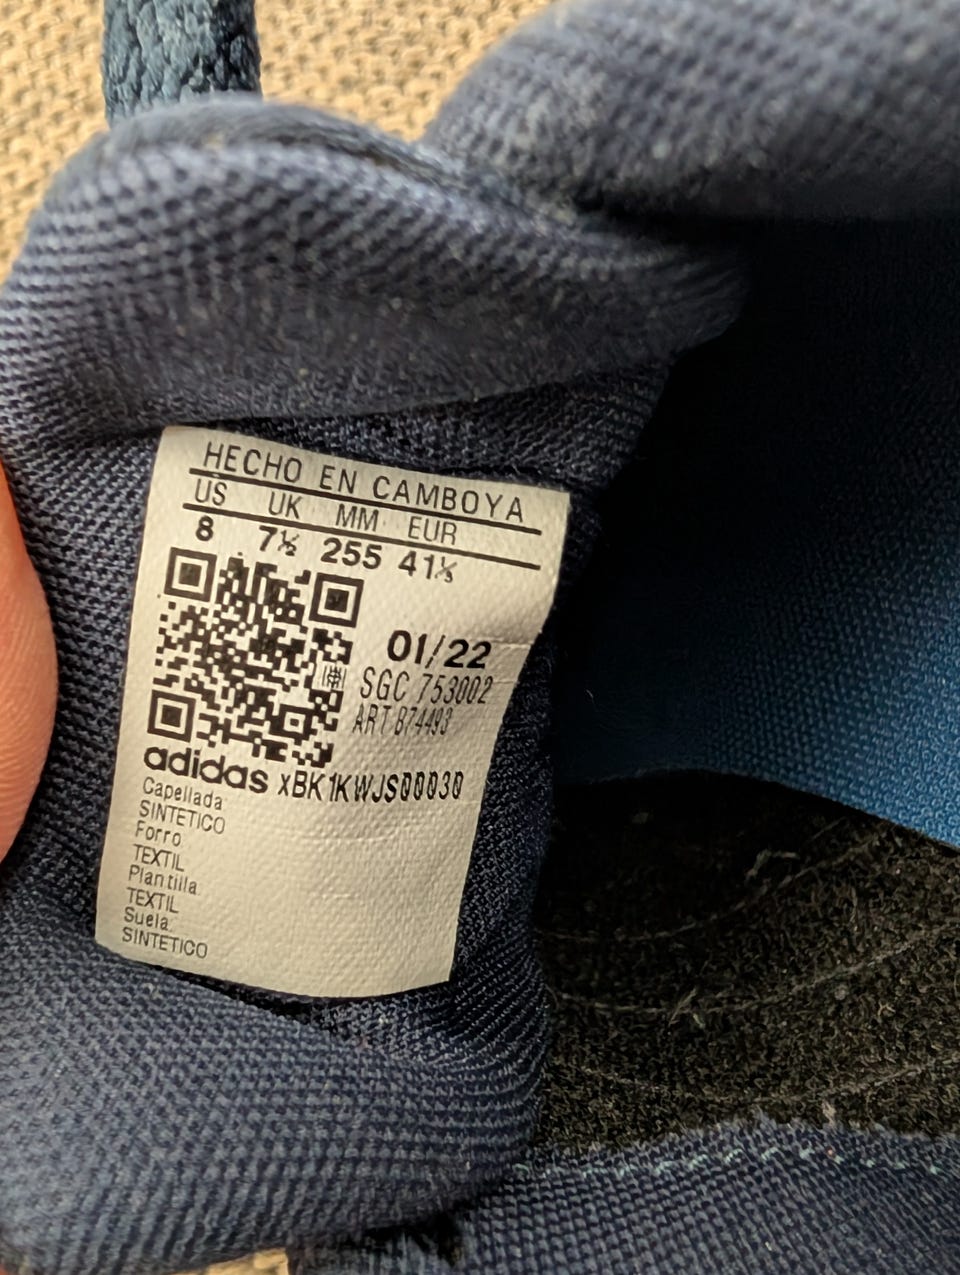 HECHO EN CAMBOYA
US UK MM EUR
8 7½ 255 41⅓
01/22
SGC 753002
ART 874493
adidas xBK1KWJS00030
Capellada:
SINTETICO
Forro
TEXTIL
Plantilla:
TEXTIL
Suela:
SINTETICO